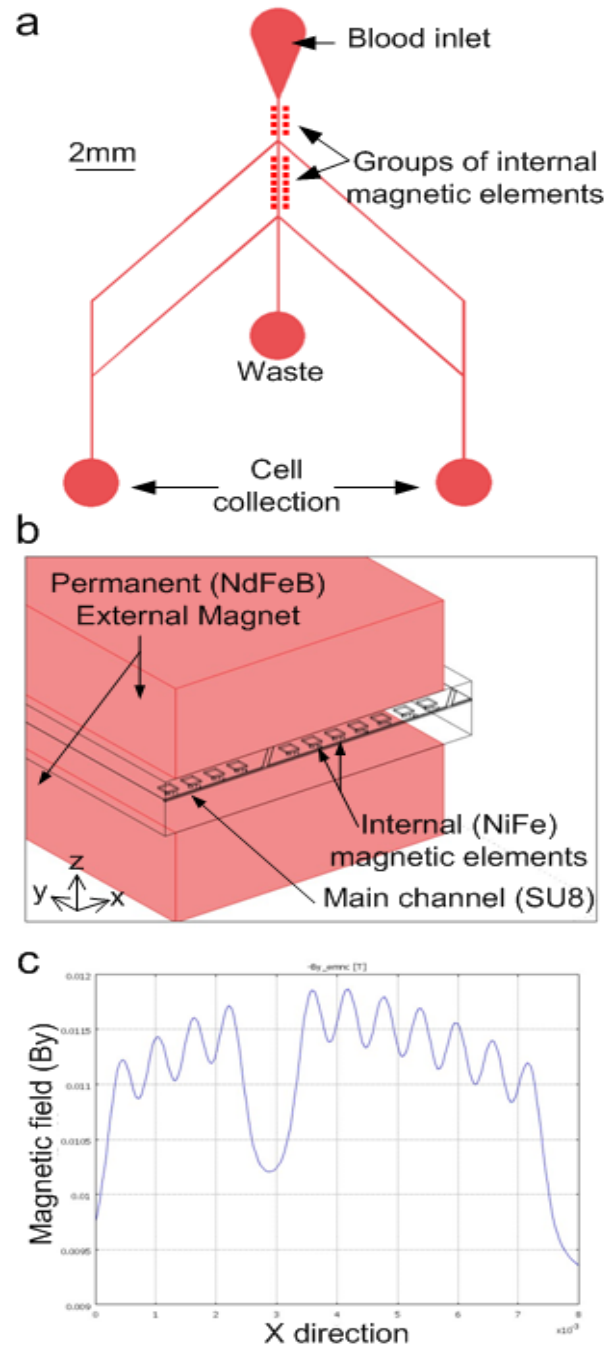 a
Blood inlet
2mm
Groups of internal
magnetic elements
Waste
Cell
collection
b
Permanent (NdFeB)
External Magnet
Internal (NiFe)
magnetic elements
Main channel (SU8)
z
y
x
c
-By_emnc [T]
Magnetic field (By)
0.012
0.0115
0.011
0.0105
0.01
0.0095
0.009
0 1 2 3 4 5 6 7 8
×10⁻³
X direction